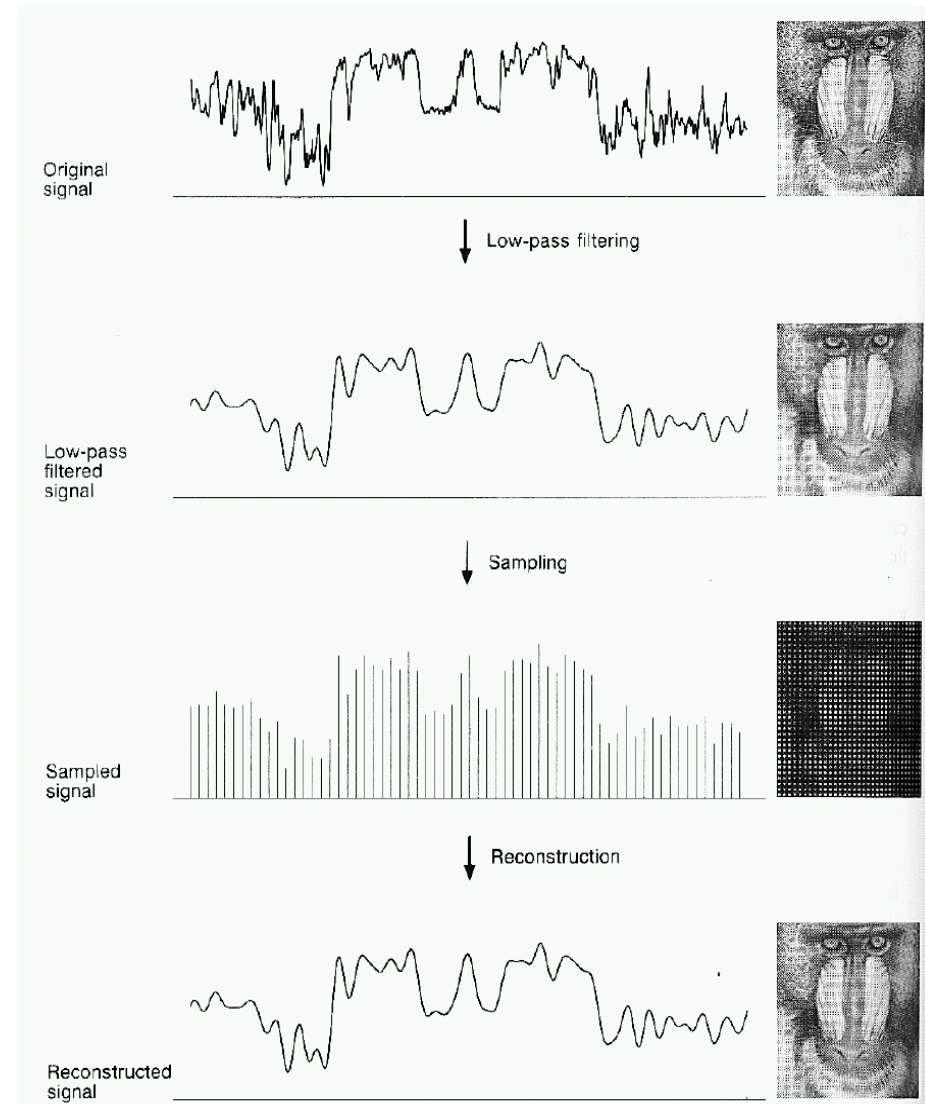 Original
signal
Low-pass filtering
Low-pass
filtered
signal
Sampling
Sampled
signal
Reconstruction
Reconstructed
signal